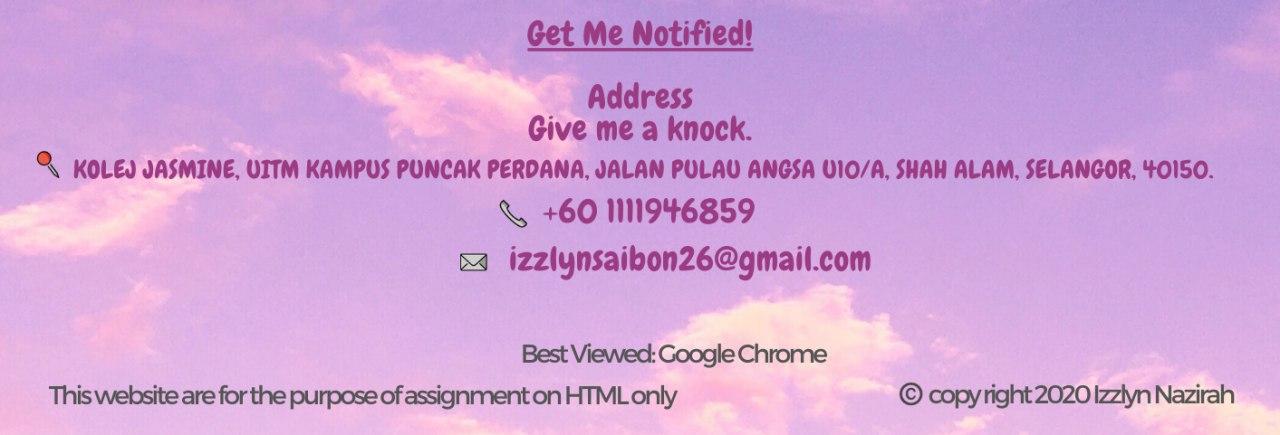 Get Me Notified!
Address
Give me a knock.
KOLEJ JASMINE, UITM KAMPUS PUNCAK PERDANA, JALAN PULAU ANGSA U10/A, SHAH ALAM, SELANGOR, 40150.
+60 1111946859
izzlynsaibon26@gmail.com
Best Viewed: Google Chrome
This website are for the purpose of assignment on HTML only
© copy right 2020 Izzlyn Nazirah